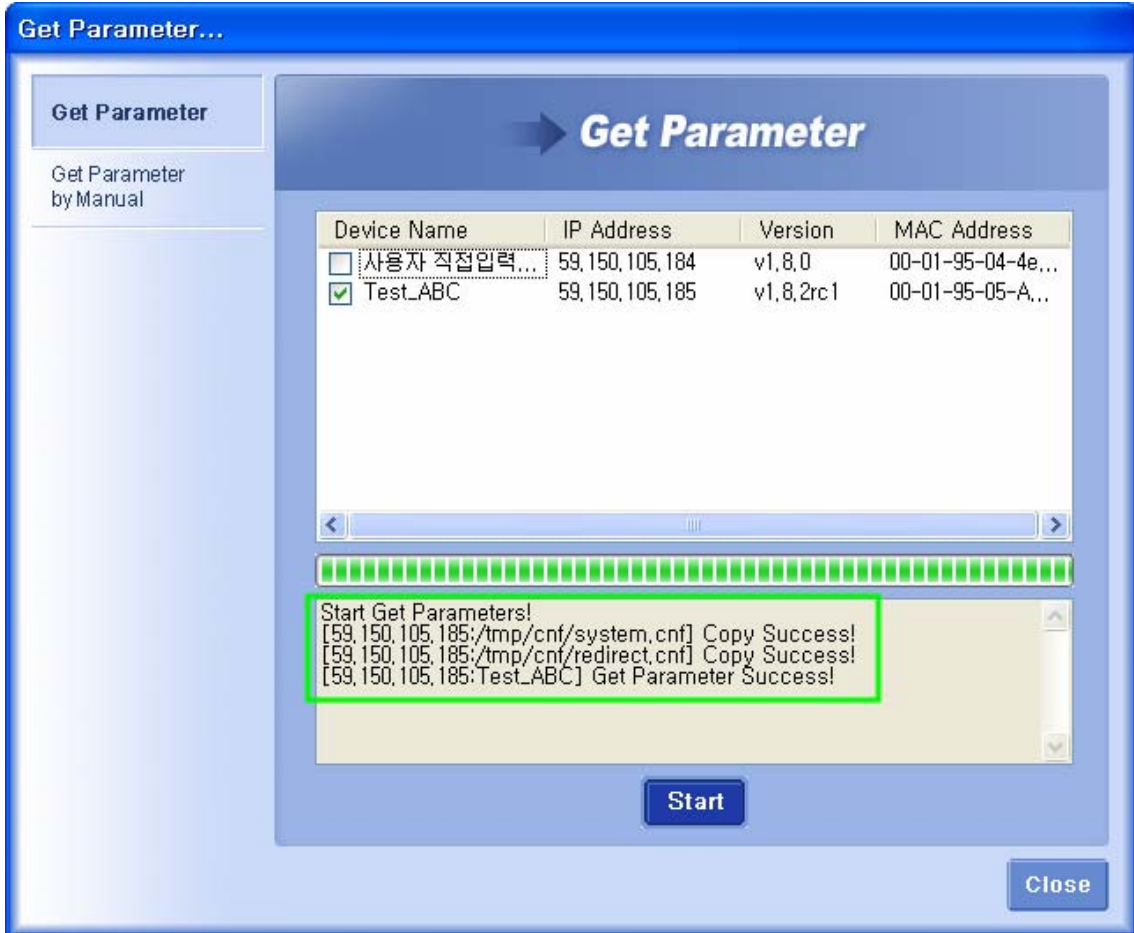 Get Parameter...
Get Parameter
Get Parameter
by Manual
Get Parameter
Device Name IP Address Version MAC Address
사용자 직접입력... 59,150,105,184 v1,8,0 00-01-95-04-4e...
Test_ABC 59,150,105,185 v1,8,2rc1 00-01-95-05-A...
Start Get Parameters!
[59,150,105,185:/tmp/cnf/system,cnf] Copy Success!
[59,150,105,185:/tmp/cnf/redirect,cnf] Copy Success!
[59,150,105,185:Test_ABC] Get Parameter Success!
Start
Close